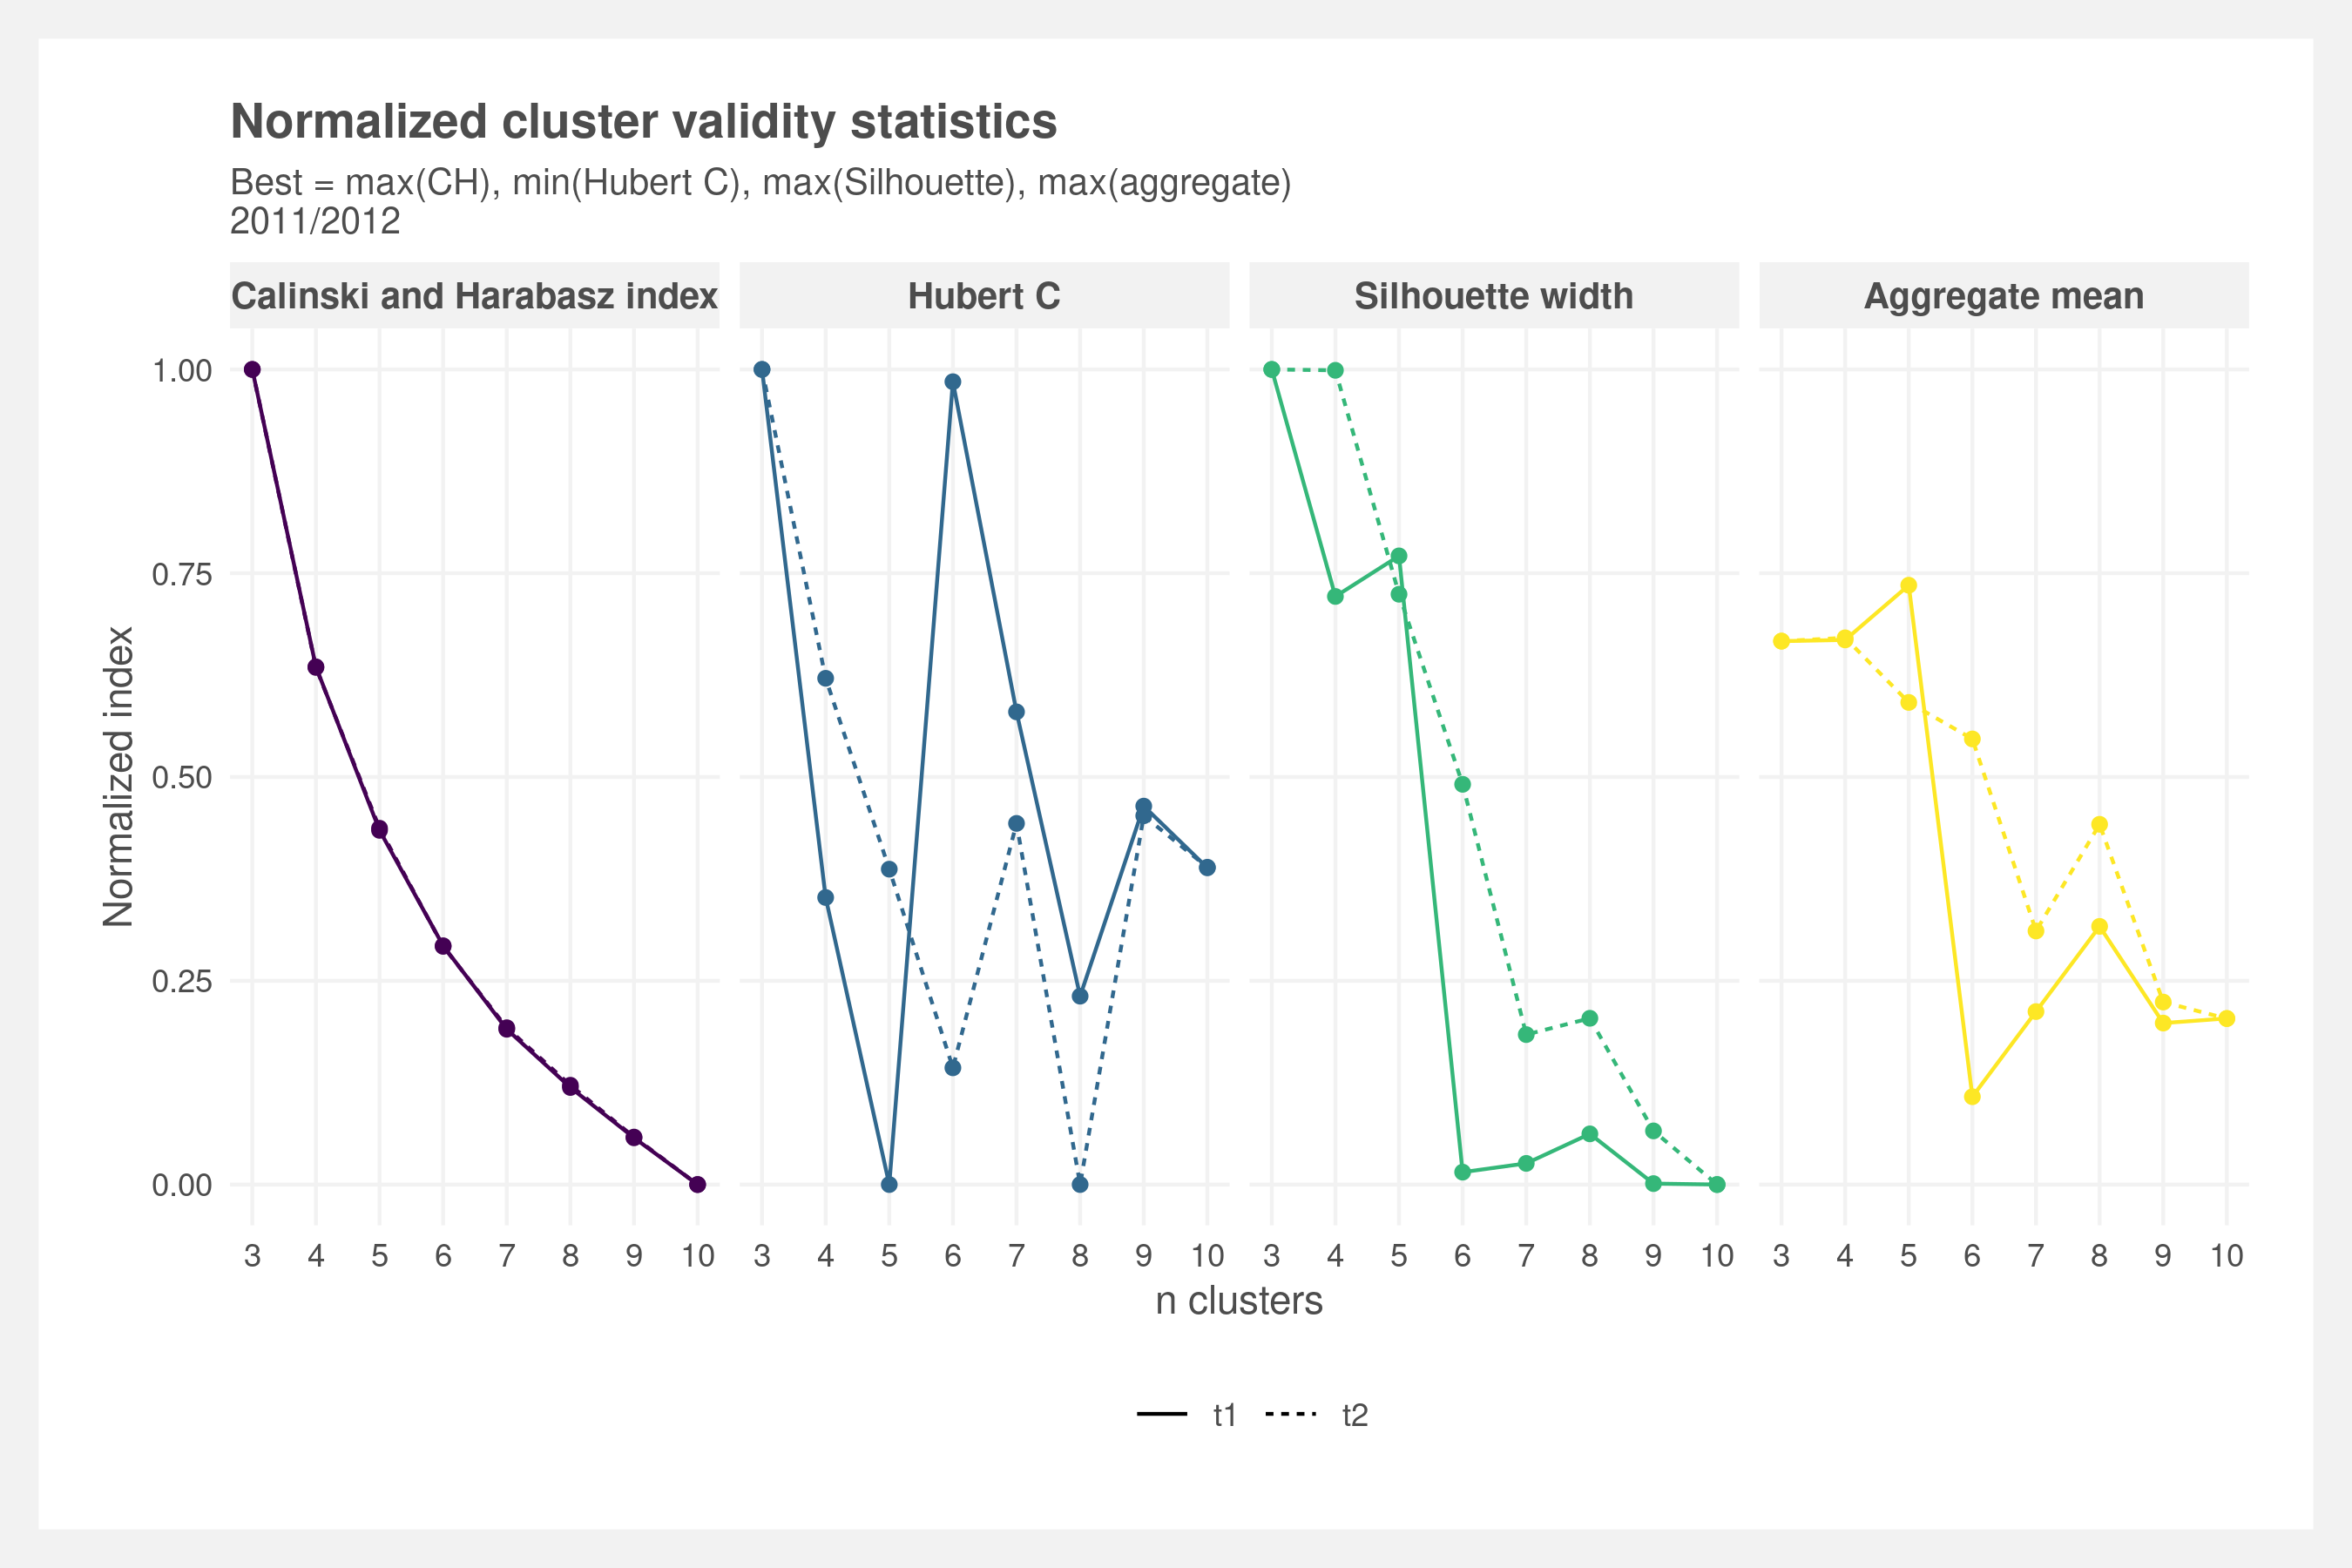 Normalized cluster validity statistics
Best = max(CH), min(Hubert C), max(Silhouette), max(aggregate)
2011/2012
Calinski and Harabasz index Hubert C Silhouette width Aggregate mean
Normalized index
1.00
0.75
0.50
0.25
0.00
3 4 5 6 7 8 9 10 3 4 5 6 7 8 9 10 3 4 5 6 7 8 9 10 3 4 5 6 7 8 9 10
n clusters
t1 t2